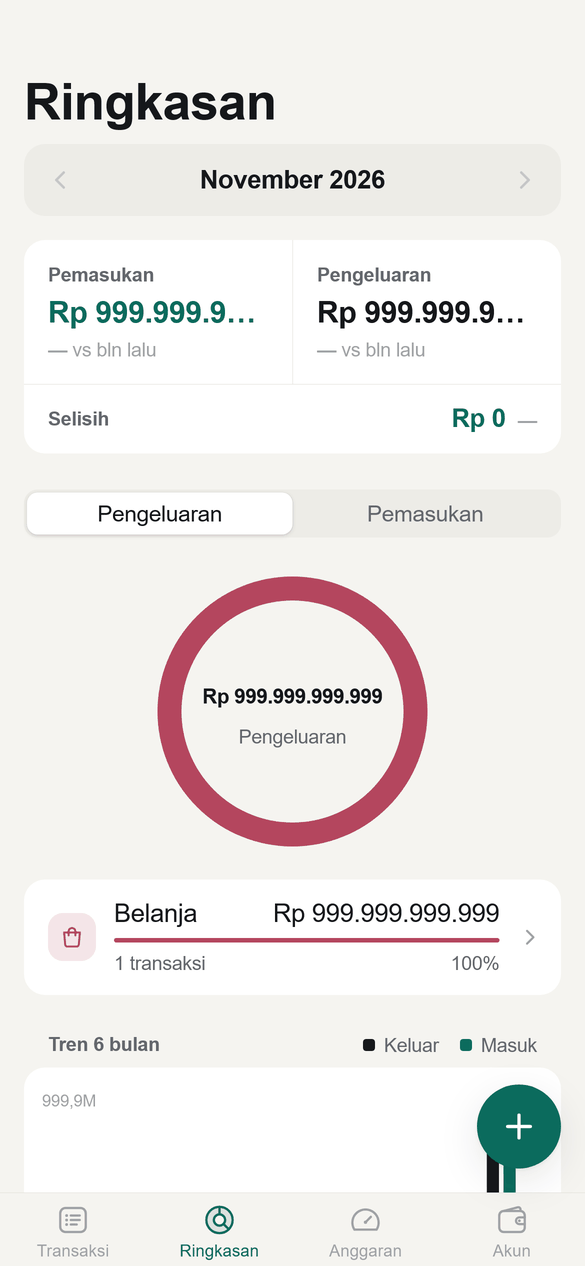 Ringkasan
November 2026
Pemasukan
Rp 999.999.9...
— vs bln lalu
Pengeluaran
Rp 999.999.9...
— vs bln lalu
Selisih
Rp 0 —
Pengeluaran
Pemasukan
Rp 999.999.999.999
Pengeluaran
Belanja
Rp 999.999.999.999
1 transaksi
100%
Tren 6 bulan
Keluar
Masuk
999,9M
Transaksi
Ringkasan
Anggaran
Akun